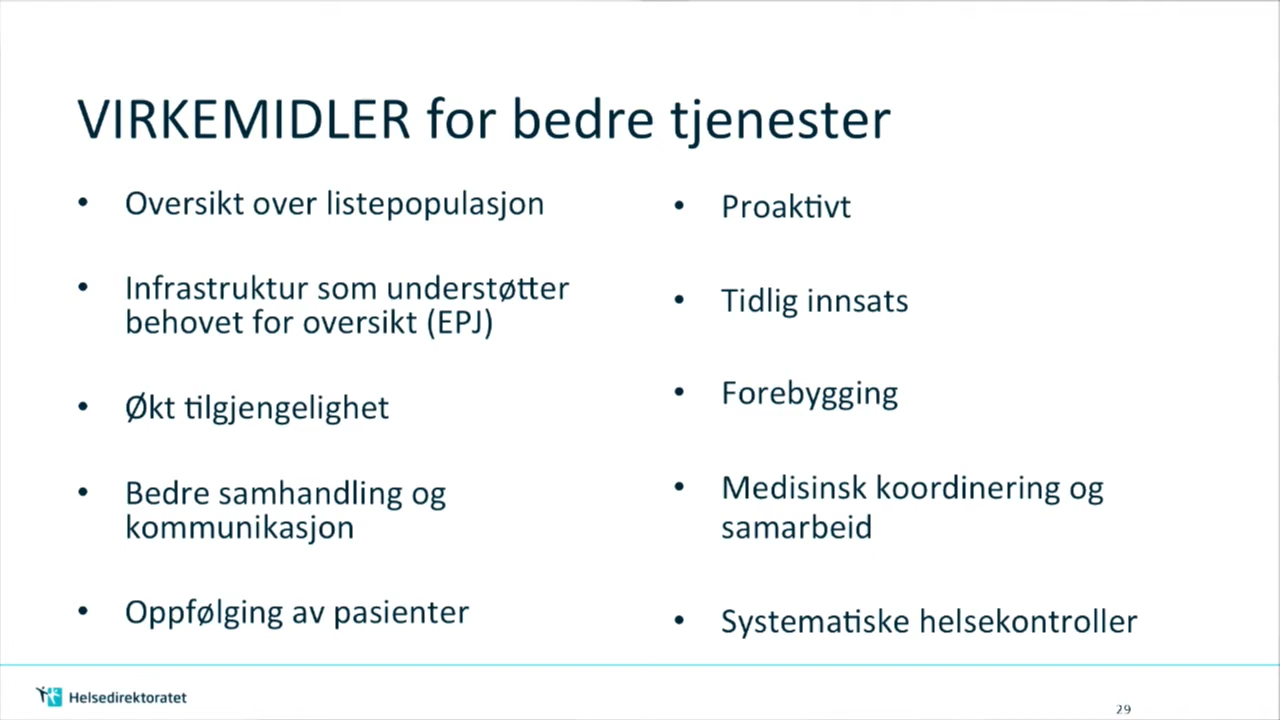 VIRKEMIDLER for bedre tjenester
• Oversikt over listepopulasjon
• Infrastruktur som understøtter
behovet for oversikt (EPJ)
• Økt tilgjengelighet
• Bedre samhandling og
kommunikasjon
• Oppfølging av pasienter
• Proaktivt
• Tidlig innsats
• Forebygging
• Medisinsk koordinering og
samarbeid
• Systematiske helsekontroller
Helsedirektoratet
29